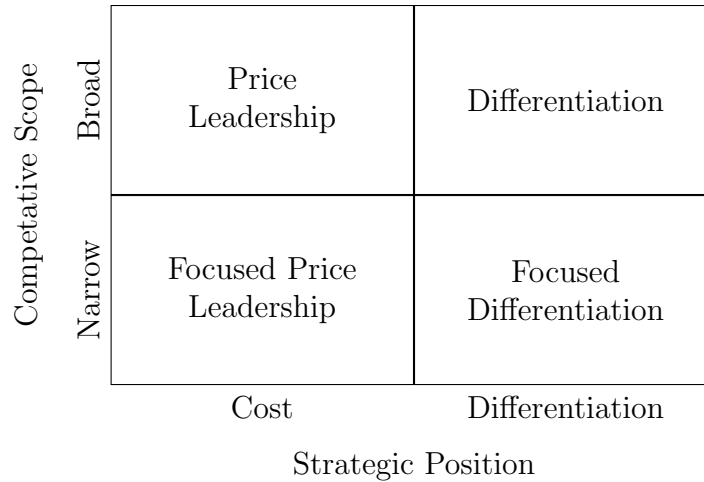 Competative Scope
Broad
Price
Leadership
Differentiation
Narrow
Focused Price
Leadership
Focused
Differentiation
Cost
Differentiation
Strategic Position